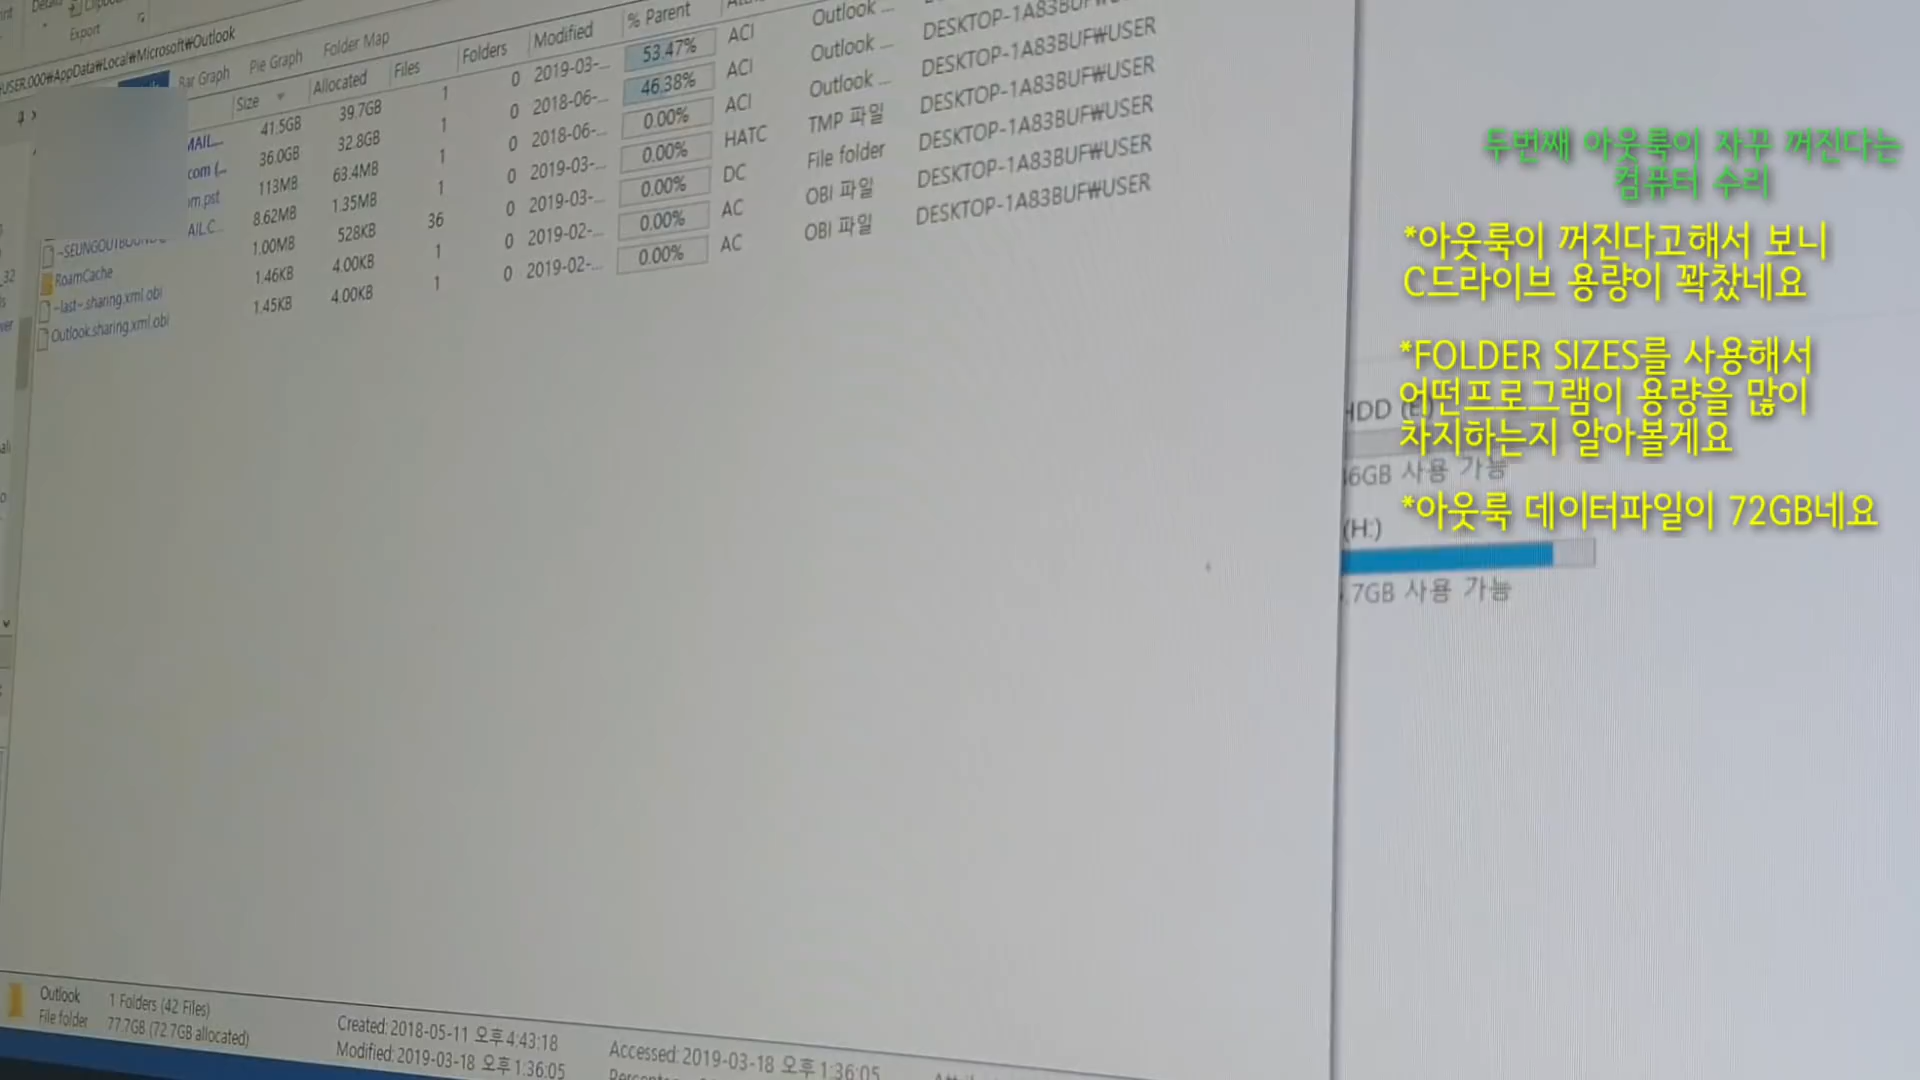 Export
USER.000₩AppData₩Local₩Microsoft₩Outlook
Bar Graph
Pie Graph
Folder Map
Size
Allocated
Files
Folders
Modified
% Parent
41.5GB 39.7GB 1 0 2019-03-... 53.47% ACI Outlook ...
MAIL...
36.0GB 32.8GB 1 0 2018-06-... 46.38% ACI Outlook ... DESKTOP-1A83BUF₩USER
com (...
113MB 63.4MB 1 0 2018-06-... 0.00% ACI Outlook ... DESKTOP-1A83BUF₩USER
om.pst
8.62MB 1.35MB 1 0 2019-03-... 0.00% HATC TMP 파일 DESKTOP-1A83BUF₩USER
AIL.C...
1.00MB 528KB 36 0 2019-03-... 0.00% DC File folder DESKTOP-1A83BUF₩USER
RoamCache
1.46KB 4.00KB 1 0 2019-02-... 0.00% AC OBI 파일 DESKTOP-1A83BUF₩USER
~last~.sharing.xml.obi
1.45KB 4.00KB 1 0 2019-02-... 0.00% AC OBI 파일 DESKTOP-1A83BUF₩USER
Outlook.sharing.xml.obi
Outlook 1 Folders (42 Files)
File folder 77.7GB (72.7GB allocated)
Created: 2018-05-11 오후 4:43:18
Modified: 2019-03-18 오후 1:36:05
Accessed: 2019-03-18 오후 1:36:05
두번째 아웃룩이 자꾸 꺼진다는
컴퓨터 수리
*아웃룩이 꺼진다고해서 보니
C드라이브 용량이 꽉찼네요
*FOLDER SIZES를 사용해서
어떤프로그램이 용량을 많이
차지하는지 알아볼게요
*아웃룩 데이터파일이 72GB네요
HDD (E:)
6GB 사용 가능
(H:)
.7GB 사용 가능